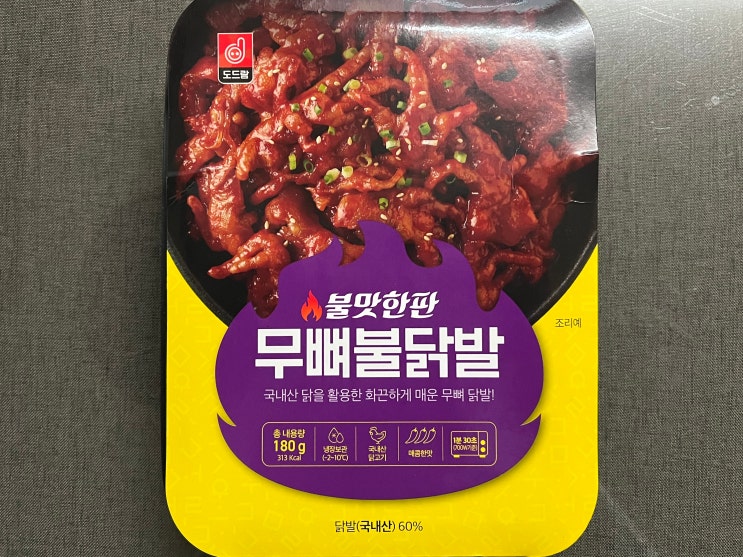 도드람
조리예
불맛한판
무뼈불닭발
국내산 닭을 활용한 화끈하게 매운 무뼈 닭발!
총 내용량
180 g
313 Kcal
냉장보관
(-2~10℃)
국내산
닭고기
매콤한맛
1분 30초
(700W기준)
닭발(국내산) 60%